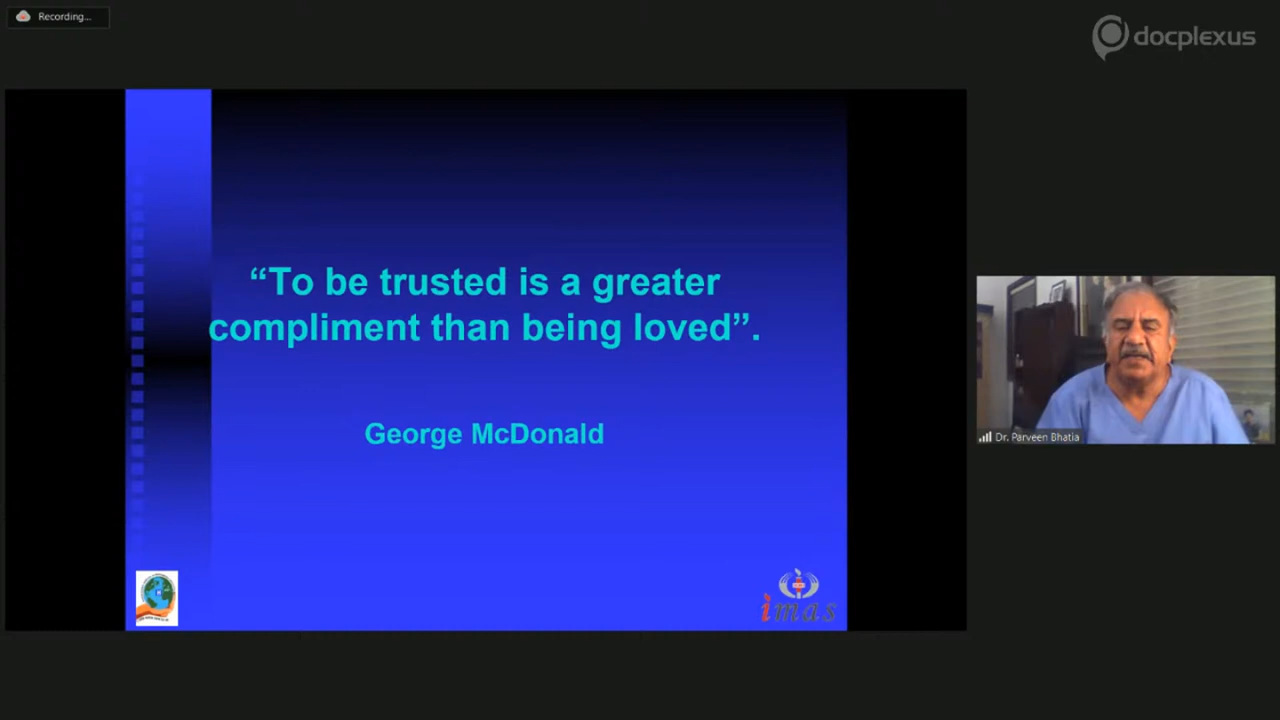 Recording...
docplexus
“To be trusted is a greater
compliment than being loved”.
George McDonald
Dr. Parveen Bhatia
imas